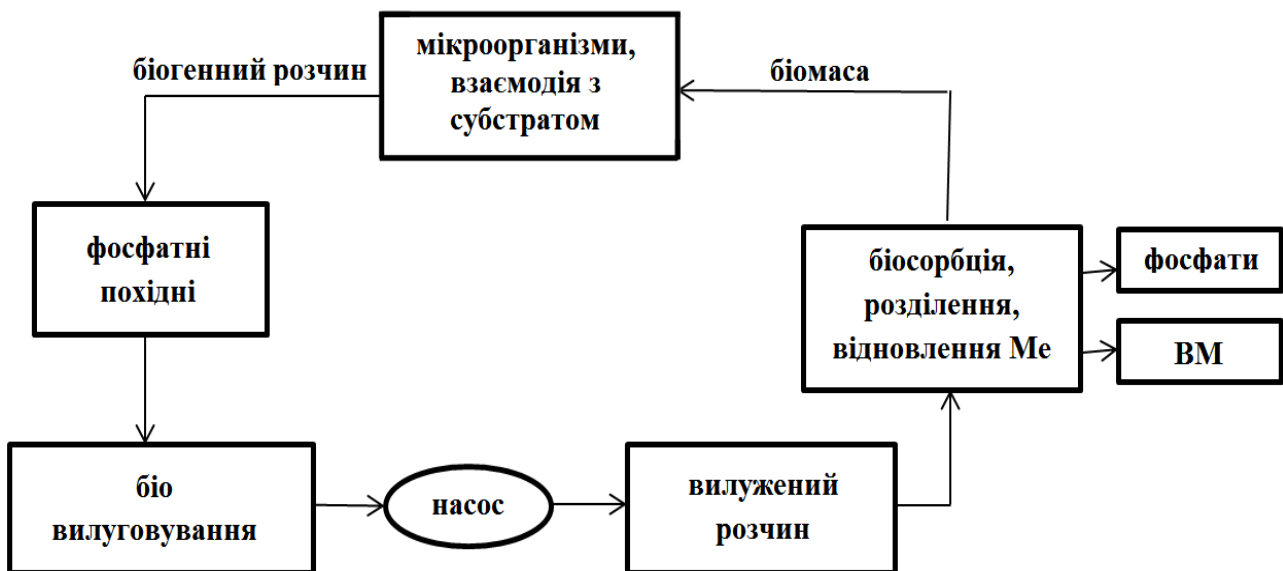 мікроорганізми,
взаємодія з
субстратом
біогенний розчин
біомаса
фосфатні
похідні
біосорбція,
розділення,
відновлення Ме
фосфати
ВМ
біо
вилуговування
насос
вилужений
розчин